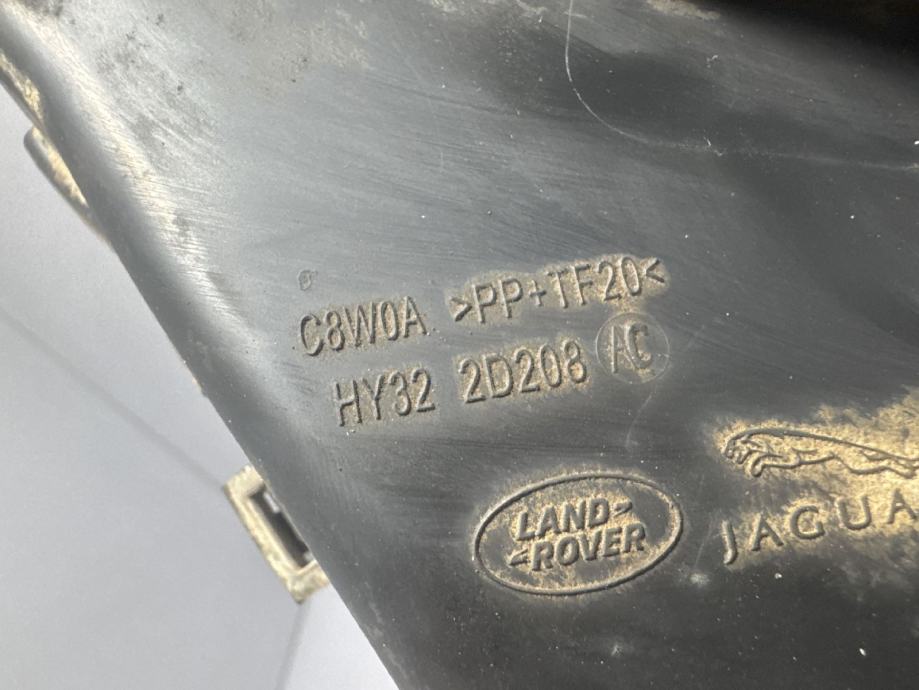 C8W0A >PP+TF20<
HY32 2D208 AC
LAND
ROVER
JAGUA